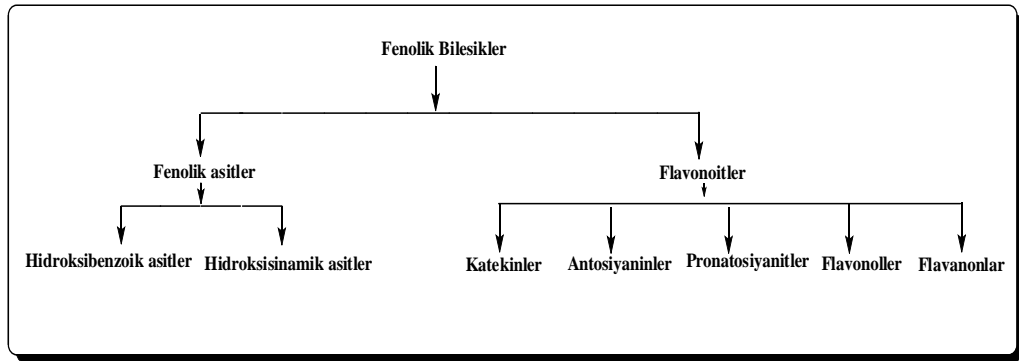 Fenolik Bilesikler
Fenolik asitler
Flavonoitler
Hidroksibenzoik asitler
Hidroksisinamik asitler
Katekinler
Antosiyaninler
Pronatosiyanitler
Flavonoller
Flavanonlar